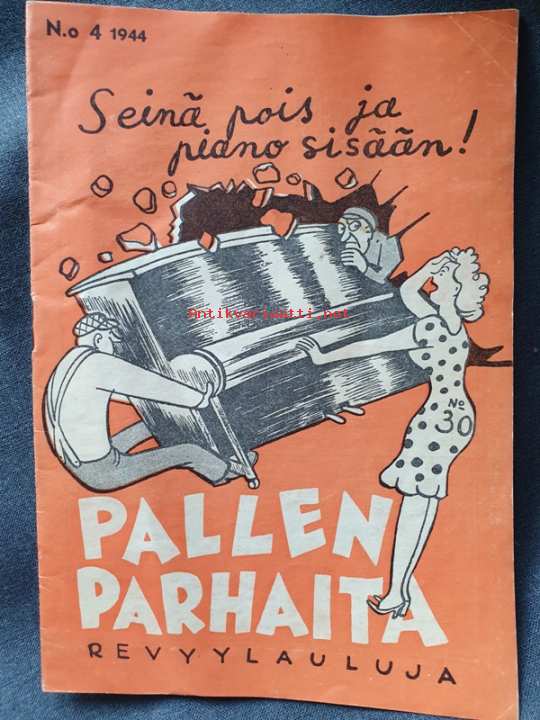 N.o 4 1944
Seinä pois ja
piano sisään!
Antikvariaatti.net
No
30
PALLEN
PARHAITA
REVYYLAULUJA